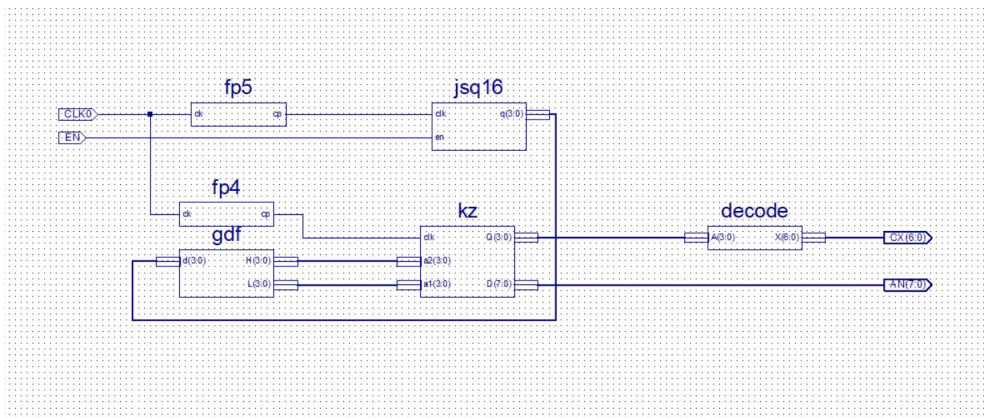 fp5
jsq16
CLK0
clk
cp
clk
q(3:0)
EN
en
fp4
kz
decode
clk
cp
gdf
clk
Q(3:0)
A(3:0)
X(6:0)
CX(6:0)
d(3:0)
H(3:0)
a2(3:0)
L(3:0)
a1(3:0)
D(7:0)
AN(7:0)